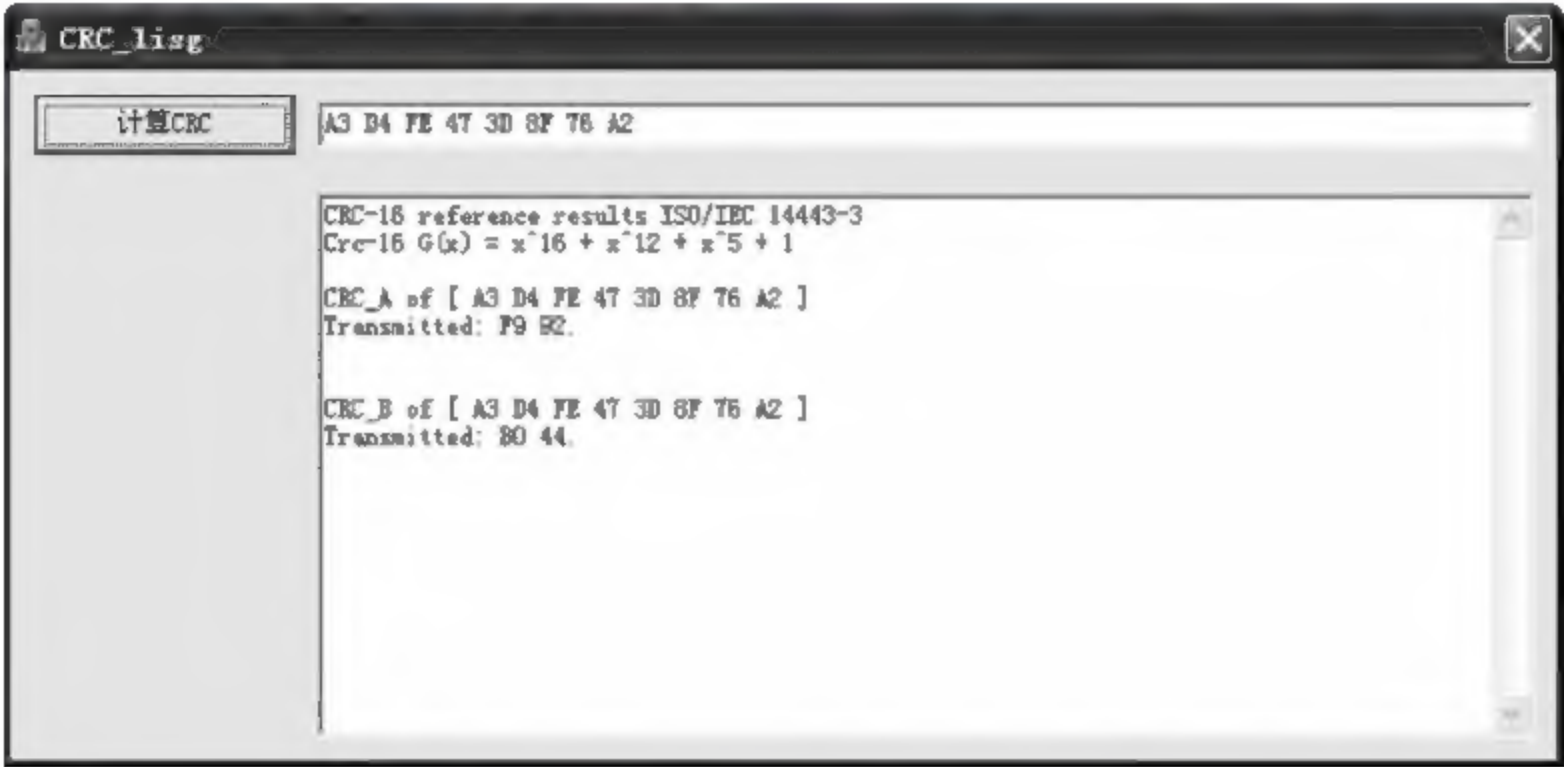 CRC_lisg
计算CRC
A3 D4 FE 47 3D 8F 76 A2
CRC-16 reference results ISO/IEC 14443-3
Crc-16 G(x) = x^16 + x^12 + x^5 + 1
CRC_A of [ A3 D4 FE 47 3D 8F 76 A2 ]
Transmitted: F9 92.
CRC_B of [ A3 D4 FE 47 3D 8F 76 A2 ]
Transmitted: B0 44.